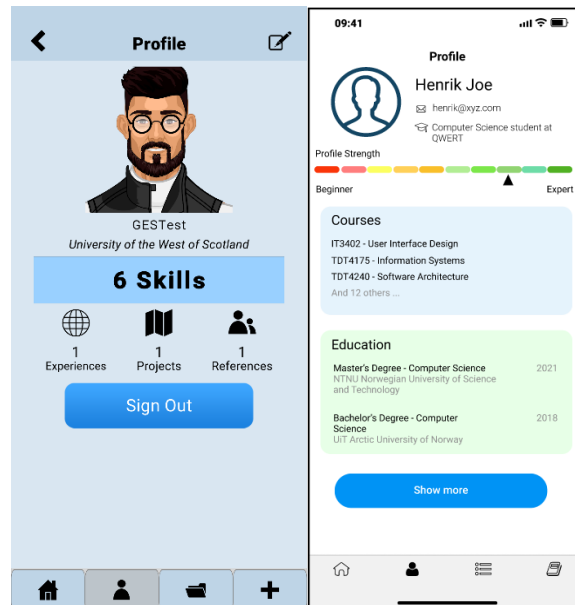 Profile
GESTest
University of the West of Scotland
6 Skills
1
Experiences
1
Projects
1
References
Sign Out
09:41
Profile
Henrik Joe
henrik@xyz.com
Computer Science student at
QWERT
Profile Strength
Beginner
Expert
Courses
IT3402 - User Interface Design
TDT4175 - Information Systems
TDT4240 - Software Architecture
And 12 others ...
Education
Master's Degree - Computer Science 2021
NTNU Norwegian University of Science
and Technology
Bachelor's Degree - Computer 2018
Science
UiT Arctic University of Norway
Show more